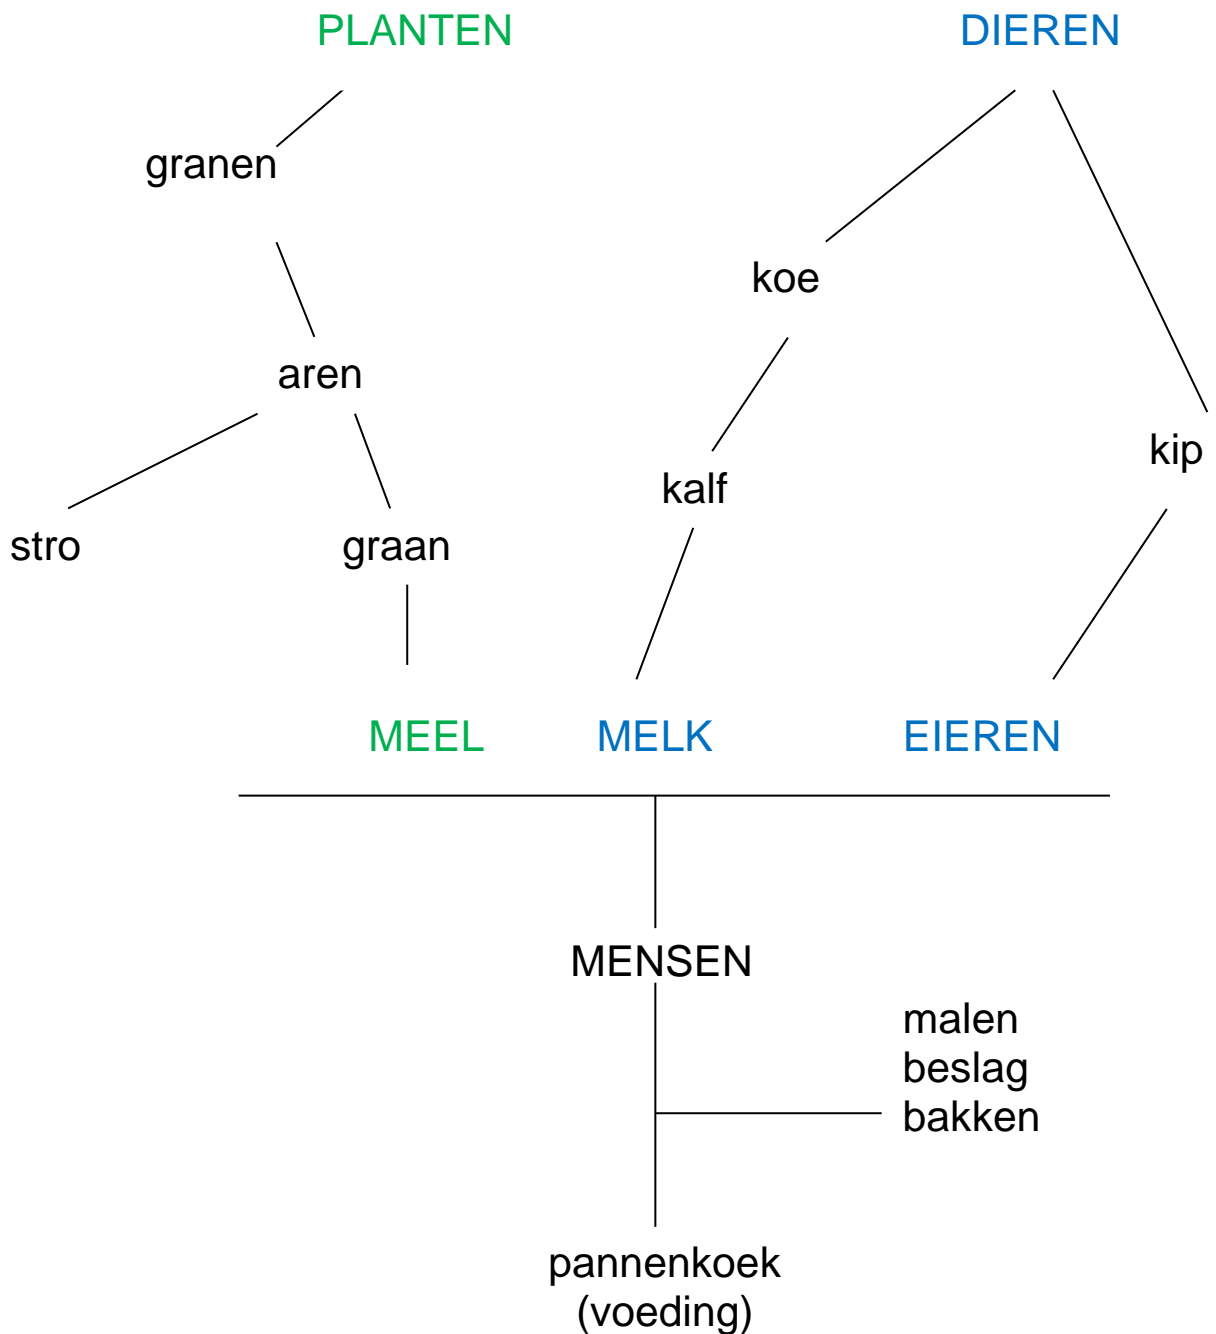 PLANTEN
DIEREN
granen
koe
aren
kip
kalf
stro
graan
MEEL
MELK
EIEREN
MENSEN
malen
beslag
bakken
pannenkoek
(voeding)